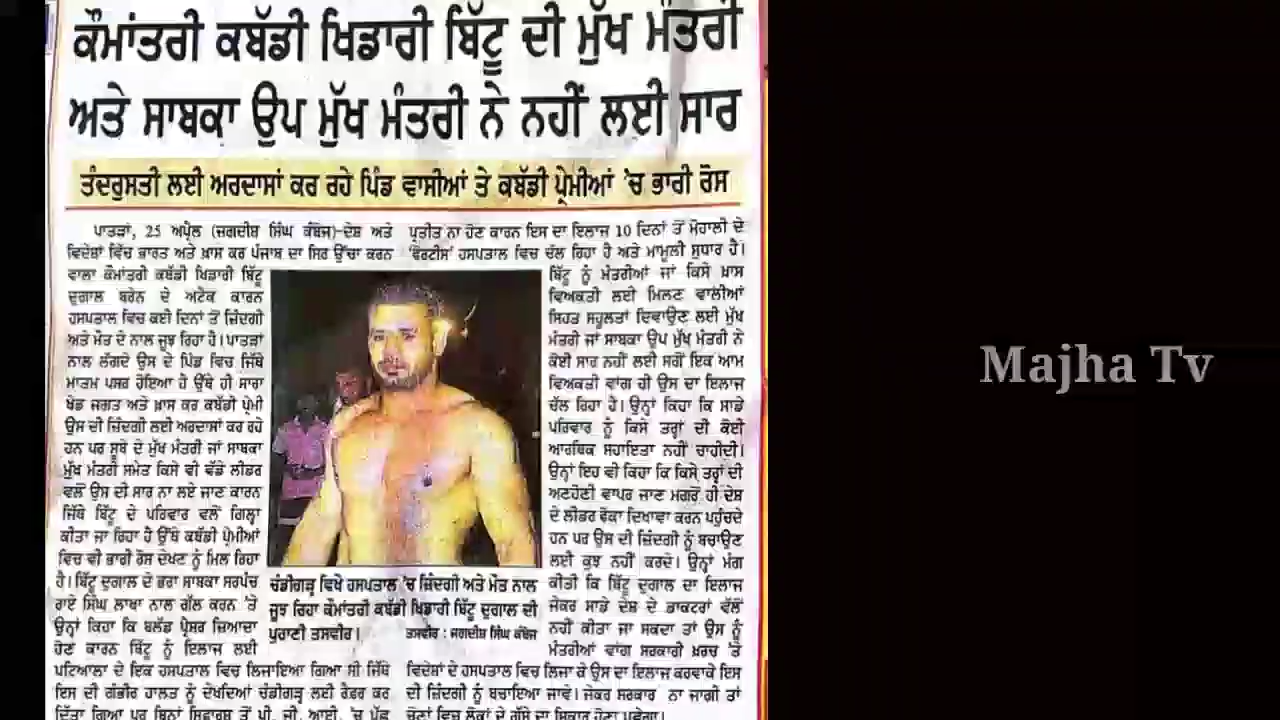 ਕੌਮਾਂਤਰੀ ਕਬੱਡੀ ਖਿਡਾਰੀ ਬਿੱਟੂ ਦੀ ਮੁੱਖ ਮੰਤਰੀ
ਅਤੇ ਸਾਬਕਾ ਉਪ ਮੁੱਖ ਮੰਤਰੀ ਨੇ ਨਹੀਂ ਲਈ ਸਾਰ
ਤੰਦਰੁਸਤੀ ਲਈ ਅਰਦਾਸਾਂ ਕਰ ਰਹੇ ਪਿੰਡ ਵਾਸੀਆਂ ਤੇ ਕਬੱਡੀ ਪ੍ਰੇਮੀਆਂ 'ਚ ਭਾਰੀ ਰੋਸ
ਪਾਤੜਾਂ, 25 ਅਪ੍ਰੈਲ (ਜਗਦੀਸ਼ ਸਿੰਘ ਕੰਬੋਜ)-ਦੇਸ਼ ਅਤੇ
ਵਿਦੇਸ਼ਾਂ ਵਿੱਚ ਭਾਰਤ ਅਤੇ ਖ਼ਾਸ ਕਰ ਪੰਜਾਬ ਦਾ ਸਿਰ ਉੱਚਾ ਕਰਨ
ਵਾਲਾ ਕੌਮਾਂਤਰੀ ਕਬੱਡੀ ਖਿਡਾਰੀ ਬਿੱਟੂ
ਦੁਗਾਲ ਬਰੇਨ ਦੇ ਅਟੈਕ ਕਾਰਨ
ਹਸਪਤਾਲ ਵਿਚ ਕਈ ਦਿਨਾਂ ਤੋਂ ਜ਼ਿੰਦਗੀ
ਅਤੇ ਮੌਤ ਦੇ ਨਾਲ ਜੂਝ ਰਿਹਾ ਹੈ। ਪਾਤੜਾਂ
ਨਾਲ ਲੱਗਦੇ ਉਸ ਦੇ ਪਿੰਡ ਵਿਚ ਜਿੱਥੇ
ਮਾਤਮ ਪਸਰ ਹੋਇਆ ਹੈ ਉੱਥੇ ਹੀ ਸਾਰਾ
ਖੇਡ ਜਗਤ ਅਤੇ ਖ਼ਾਸ ਕਰ ਕਬੱਡੀ ਪ੍ਰੇਮੀ
ਉਸ ਦੀ ਜ਼ਿੰਦਗੀ ਲਈ ਅਰਦਾਸਾਂ ਕਰ ਰਹੇ
ਹਨ ਪਰ ਸੂਬੇ ਦੇ ਮੁੱਖ ਮੰਤਰੀ ਜਾਂ ਸਾਬਕਾ
ਮੁੱਖ ਮੰਤਰੀ ਸਮੇਤ ਕਿਸੇ ਵੀ ਵੱਡੇ ਲੀਡਰ
ਵਲੋਂ ਉਸ ਦੀ ਸਾਰ ਨਾ ਲਏ ਜਾਣ ਕਾਰਨ
ਜਿੱਥੇ ਬਿੱਟੂ ਦੇ ਪਰਿਵਾਰ ਵਲੋਂ ਗਿਲ੍ਹਾ
ਕੀਤਾ ਜਾ ਰਿਹਾ ਹੈ ਉੱਥੇ ਕਬੱਡੀ ਪ੍ਰੇਮੀਆਂ
ਵਿਚ ਵੀ ਭਾਰੀ ਰੋਸ ਦੇਖਣ ਨੂੰ ਮਿਲ ਰਿਹਾ
ਹੈ। ਬਿੱਟੂ ਦੁਗਾਲ ਦੇ ਭਰਾ ਸਾਬਕਾ ਸਰਪੰਚ
ਰਾਏ ਸਿੰਘ ਲਾਖਾ ਨਾਲ ਗੱਲ ਕਰਨ 'ਤੇ
ਉਨ੍ਹਾਂ ਕਿਹਾ ਕਿ ਬਲੱਡ ਪ੍ਰੈਸ਼ਰ ਜ਼ਿਆਦਾ
ਹੋਣ ਕਾਰਨ ਬਿੱਟੂ ਨੂੰ ਇਲਾਜ ਲਈ
ਪਟਿਆਲਾ ਦੇ ਇਕ ਹਸਪਤਾਲ ਵਿਚ ਲਿਜਾਇਆ ਗਿਆ ਸੀ ਜਿੱਥੇ
ਇਸ ਦੀ ਗੰਭੀਰ ਹਾਲਤ ਨੂੰ ਦੇਖਦਿਆਂ ਚੰਡੀਗੜ੍ਹ ਲਈ ਰੈਫਰ ਕਰ
ਦਿੱਤਾ ਗਿਆ ਪਰ ਬਿਨਾਂ ਸਿਫ਼ਾਰਸ਼ ਤੋਂ ਪੀ. ਜੀ. ਆਈ. 'ਚ ਪੁੱਛ
ਚੰਡੀਗੜ੍ਹ ਵਿਖੇ ਹਸਪਤਾਲ 'ਚ ਜ਼ਿੰਦਗੀ ਅਤੇ ਮੌਤ ਨਾਲ
ਜੂਝ ਰਿਹਾ ਕੌਮਾਂਤਰੀ ਕਬੱਡੀ ਖਿਡਾਰੀ ਬਿੱਟੂ ਦੁਗਾਲ ਦੀ
ਪੁਰਾਣੀ ਤਸਵੀਰ। ਤਸਵੀਰ : ਜਗਦੀਸ਼ ਸਿੰਘ ਕੰਬੋਜ
ਪ੍ਰਤੀਤ ਨਾ ਹੋਣ ਕਾਰਨ ਇਸ ਦਾ ਇਲਾਜ 10 ਦਿਨਾਂ ਤੋਂ ਮੋਹਾਲੀ ਦੇ
'ਫੋਰਟਿਸ' ਹਸਪਤਾਲ ਵਿਚ ਚੱਲ ਰਿਹਾ ਹੈ ਅਤੇ ਮਾਮੂਲੀ ਸੁਧਾਰ ਹੈ।
ਬਿੱਟੂ ਨੂੰ ਮੰਤਰੀਆਂ ਜਾਂ ਕਿਸੇ ਖ਼ਾਸ
ਵਿਅਕਤੀ ਲਈ ਮਿਲਣ ਵਾਲੀਆਂ
ਸਿਹਤ ਸਹੂਲਤਾਂ ਦਿਵਾਉਣ ਲਈ ਮੁੱਖ
ਮੰਤਰੀ ਜਾਂ ਸਾਬਕਾ ਉਪ ਮੁੱਖ ਮੰਤਰੀ ਨੇ
ਕੋਈ ਸਾਰ ਨਹੀਂ ਲਈ ਸਗੋਂ ਇਕ ਆਮ
ਵਿਅਕਤੀ ਵਾਂਗ ਹੀ ਉਸ ਦਾ ਇਲਾਜ
ਚੱਲ ਰਿਹਾ ਹੈ। ਉਨ੍ਹਾਂ ਕਿਹਾ ਕਿ ਸਾਡੇ
ਪਰਿਵਾਰ ਨੂੰ ਕਿਸੇ ਤਰ੍ਹਾਂ ਦੀ ਕੋਈ
ਆਰਥਿਕ ਸਹਾਇਤਾ ਨਹੀਂ ਚਾਹੀਦੀ।
ਉਨ੍ਹਾਂ ਇਹ ਵੀ ਕਿਹਾ ਕਿ ਕਿਸੇ ਤਰ੍ਹਾਂ ਦੀ
ਅਣਹੋਣੀ ਵਾਪਰ ਜਾਣ ਮਗਰੋਂ ਹੀ ਦੇਸ਼
ਦੇ ਲੀਡਰ ਫੋਕਾ ਦਿਖਾਵਾ ਕਰਨ ਪਹੁੰਚਦੇ
ਹਨ ਪਰ ਉਸ ਦੀ ਜ਼ਿੰਦਗੀ ਨੂੰ ਬਚਾਉਣ
ਲਈ ਕੁਝ ਨਹੀਂ ਕਰਦੇ। ਉਨ੍ਹਾਂ ਮੰਗ
ਕੀਤੀ ਕਿ ਬਿੱਟੂ ਦੁਗਾਲ ਦਾ ਇਲਾਜ
ਜੇਕਰ ਸਾਡੇ ਦੇਸ਼ ਦੇ ਡਾਕਟਰਾਂ ਵੱਲੋਂ
ਨਹੀਂ ਕੀਤਾ ਜਾ ਸਕਦਾ ਤਾਂ ਉਸ ਨੂੰ
ਮੰਤਰੀਆਂ ਵਾਂਗ ਸਰਕਾਰੀ ਖ਼ਰਚ 'ਤੇ
ਵਿਦੇਸ਼ਾਂ ਦੇ ਹਸਪਤਾਲ ਵਿਚ ਲਿਜਾ ਕੇ ਉਸ ਦਾ ਇਲਾਜ ਕਰਵਾਕੇ ਇਸ
ਦੀ ਜ਼ਿੰਦਗੀ ਨੂੰ ਬਚਾਇਆ ਜਾਵੇ। ਜੇਕਰ ਸਰਕਾਰ ਨਾ ਜਾਗੀ ਤਾਂ
ਚੋਣਾਂ ਵਿਚ ਲੋਕਾਂ ਦੇ ਗੁੱਸੇ ਦਾ ਸ਼ਿਕਾਰ ਹੋਣਾ ਪਵੇਗਾ।
Majha Tv